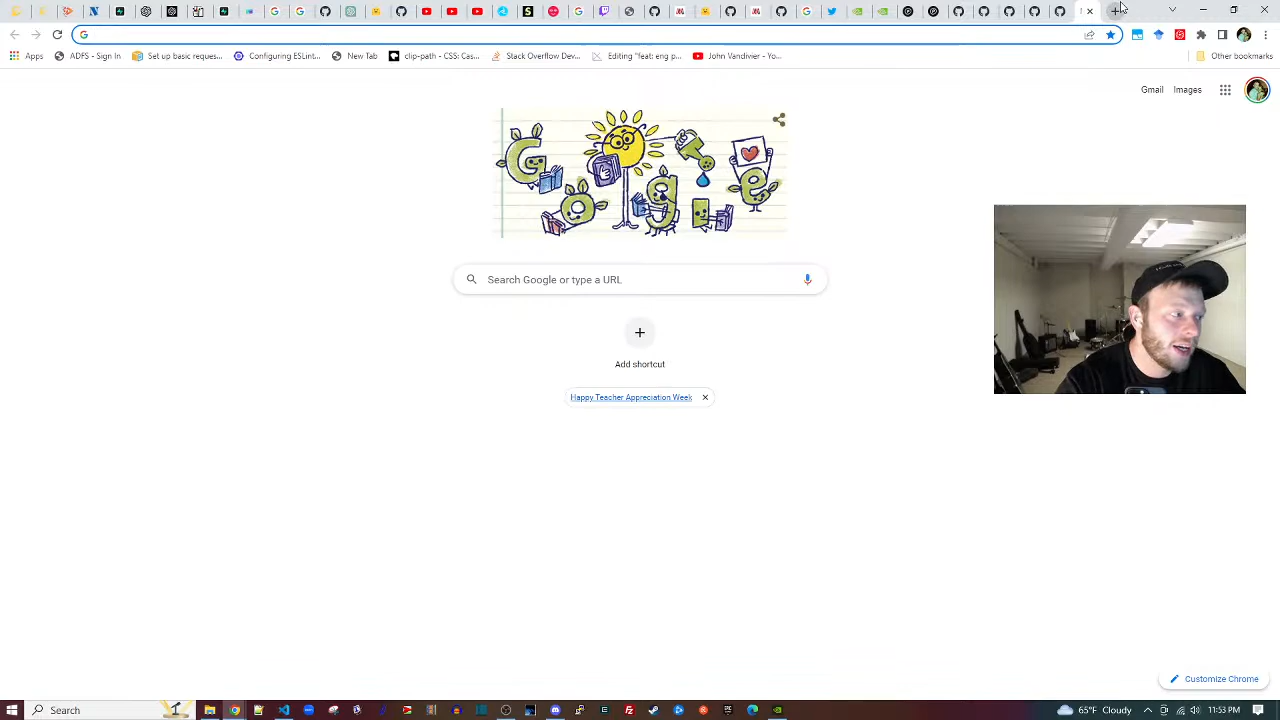 Apps
ADFS - Sign In
Set up basic reques...
Configuring ESLint...
New Tab
clip-path - CSS: Cas...
Stack Overflow Dev...
Editing "feat: eng p...
John Vandivier - Yo...
Other bookmarks
Gmail
Images
Search Google or type a URL
Add shortcut
Happy Teacher Appreciation Week
Customize Chrome
Search
65°F Cloudy
1:53 PM